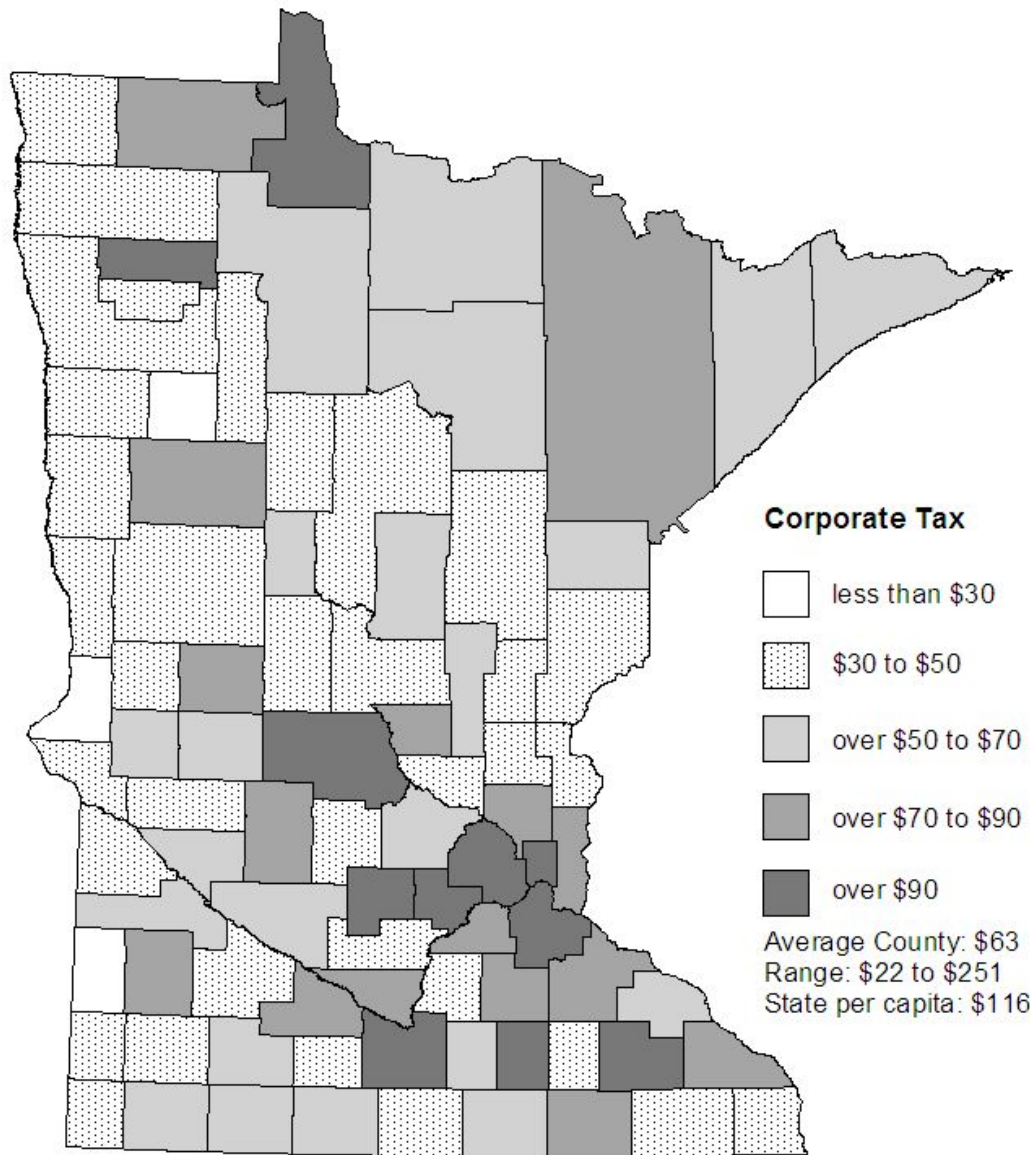 Corporate Tax
less than $30
$30 to $50
over $50 to $70
over $70 to $90
over $90
Average County: $63
Range: $22 to $251
State per capita: $116